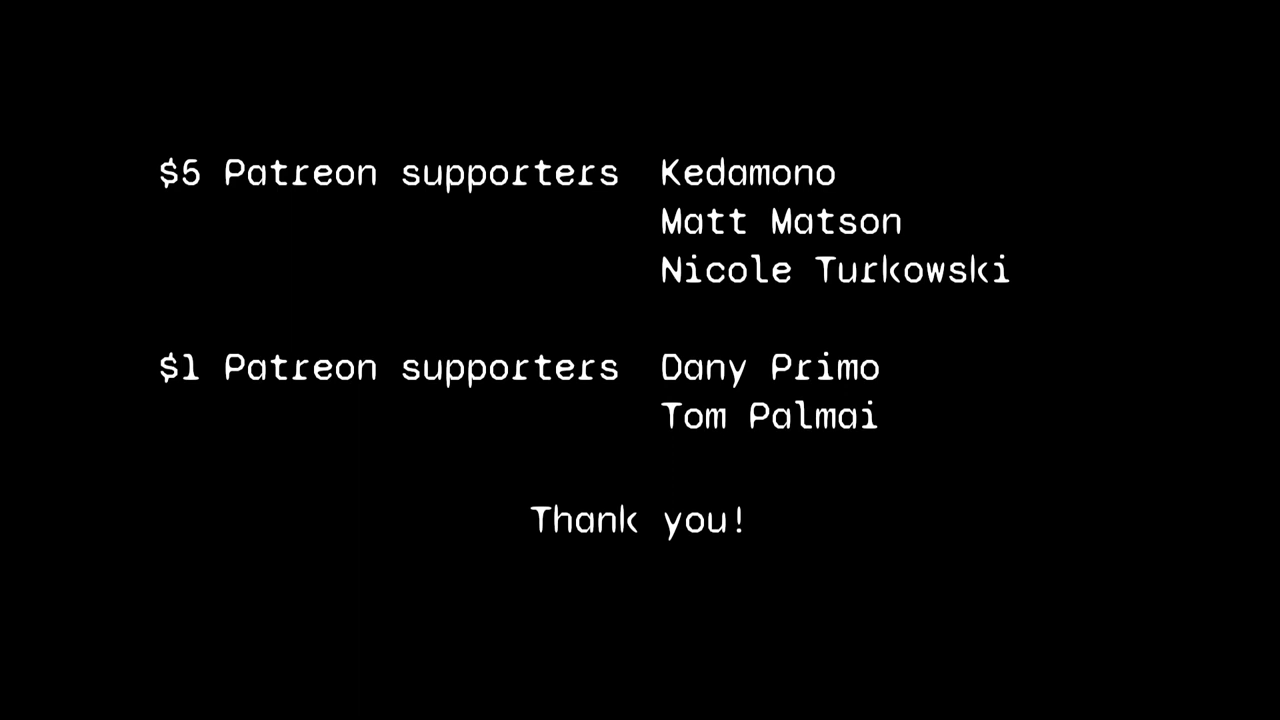 $5 Patreon supporters Kedamono
Matt Matson
Nicole Turkowski
$1 Patreon supporters Dany Primo
Tom Palmai
Thank you!